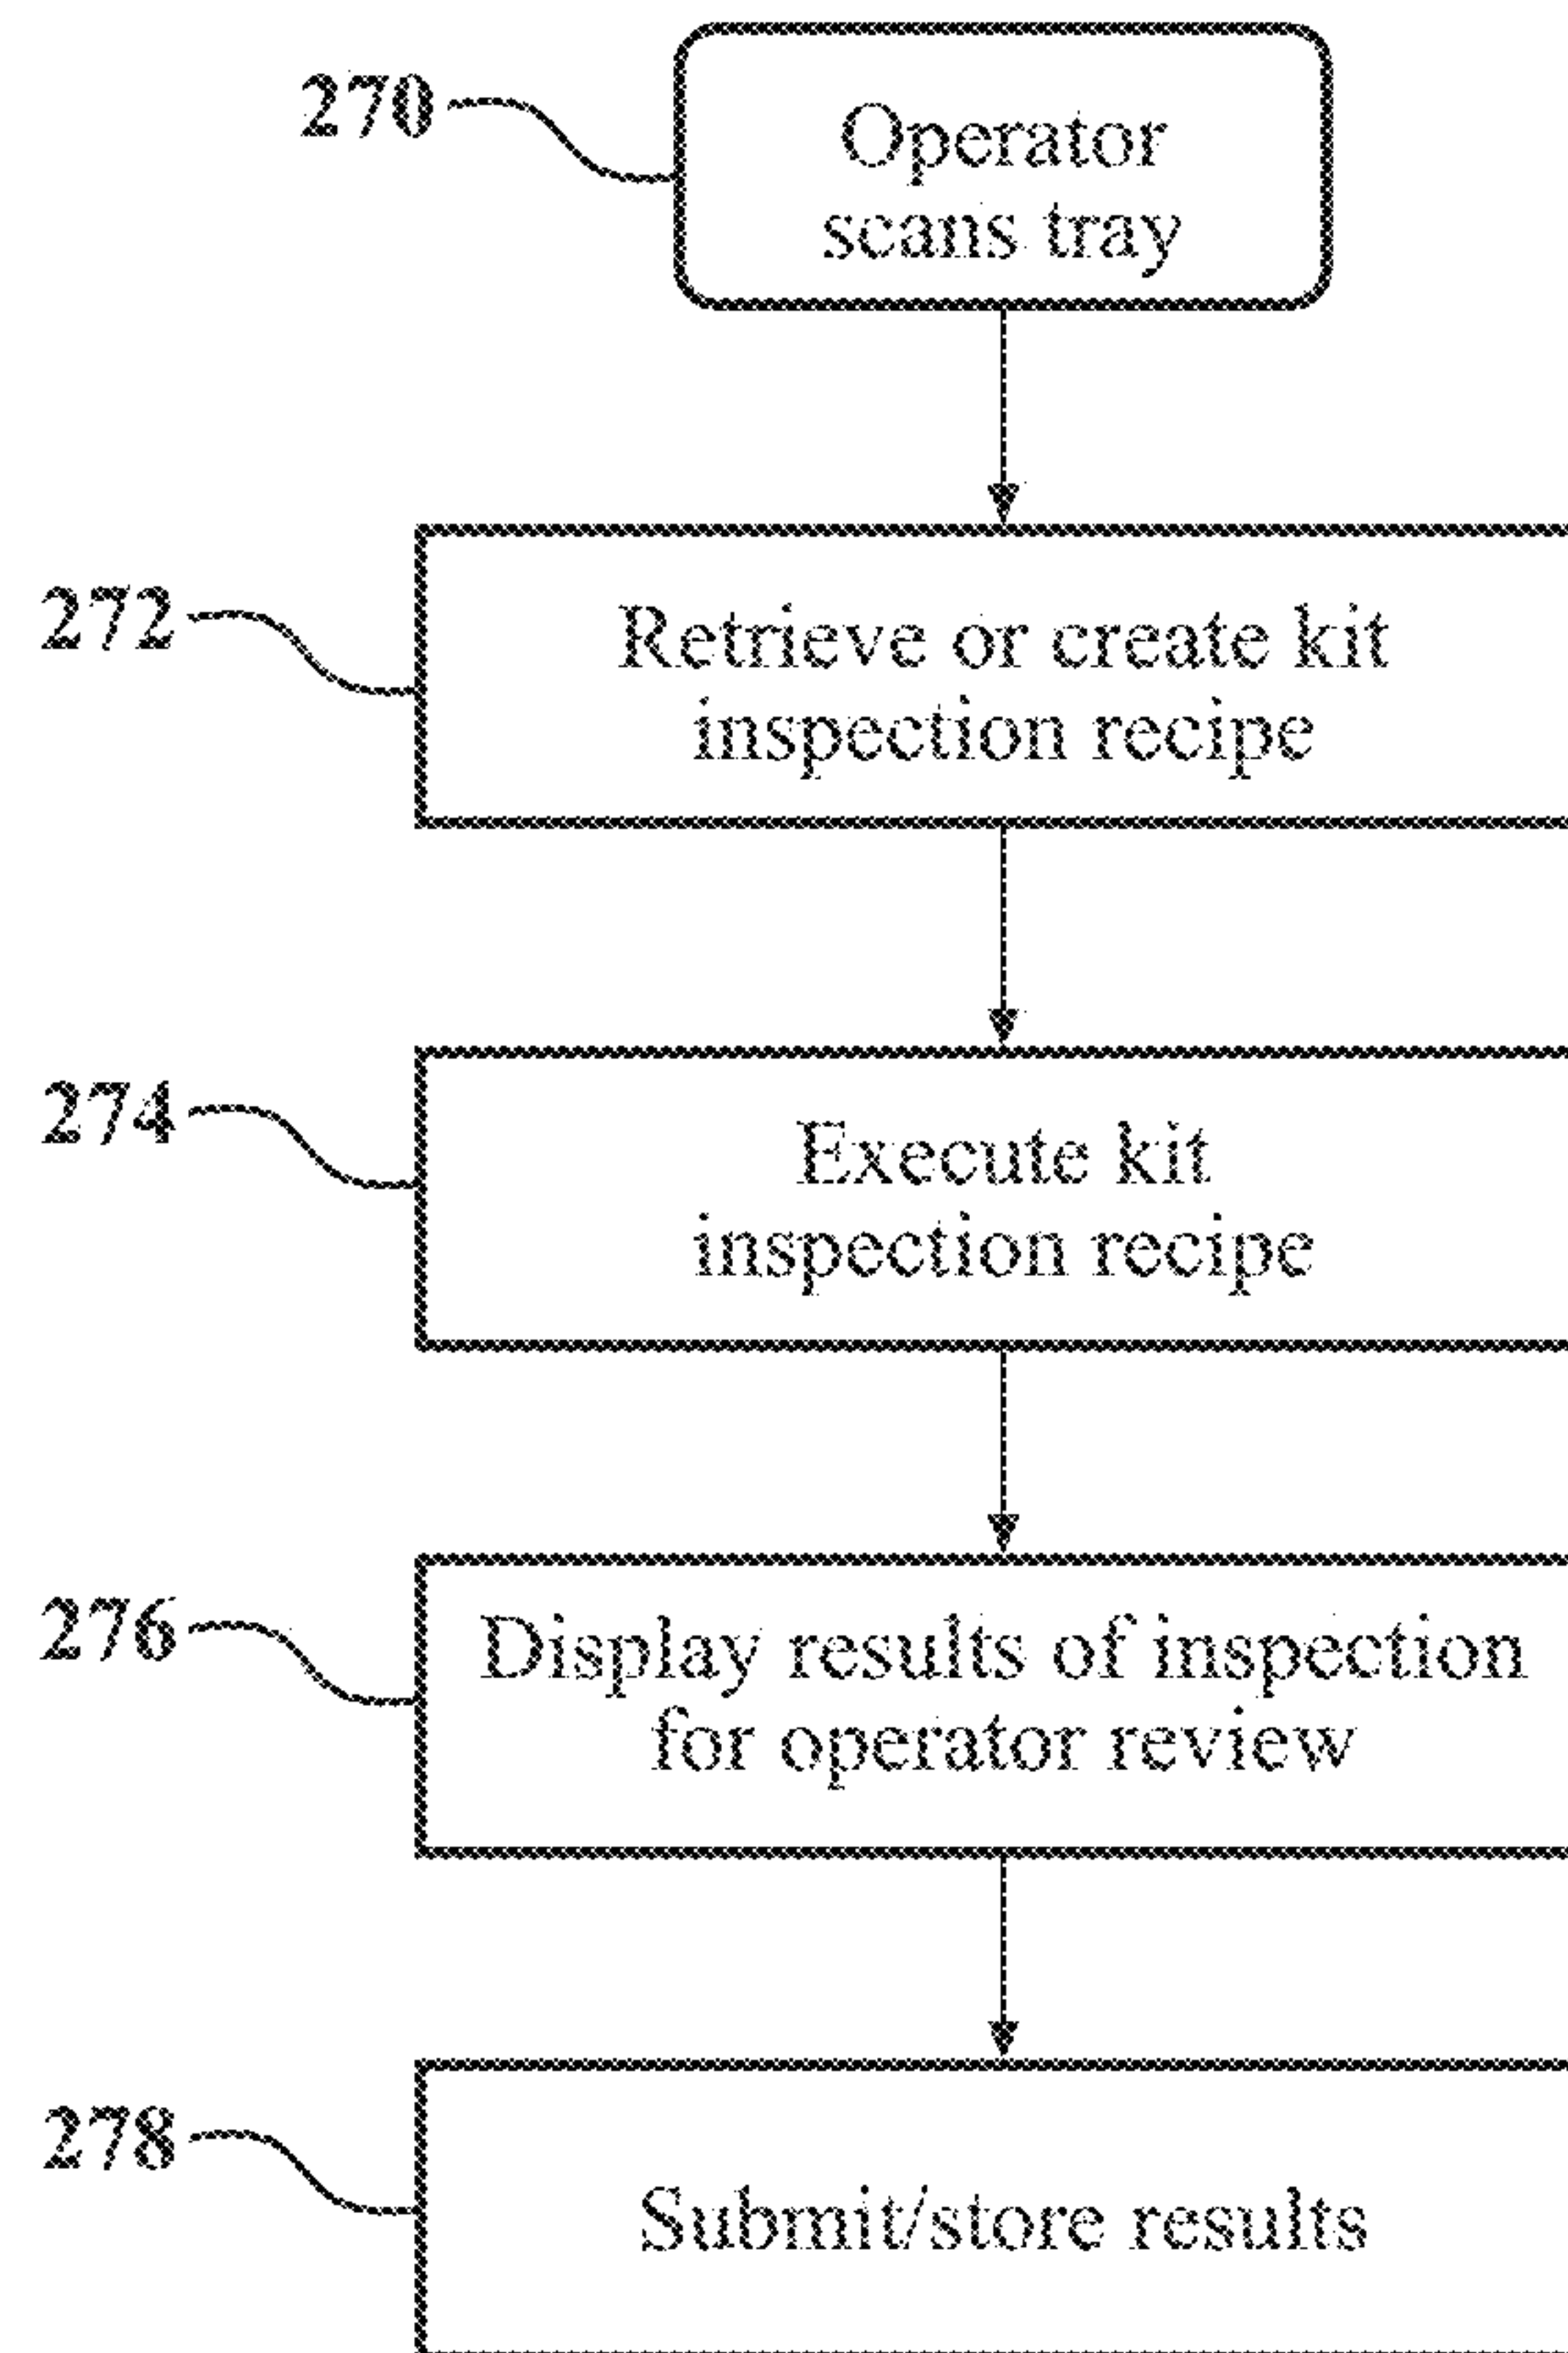 270
Operator
scans tray
272
Retrieve or create kit
inspection recipe
274
Execute kit
inspection recipe
276
Display results of inspection
for operator review
278
Submit/store results